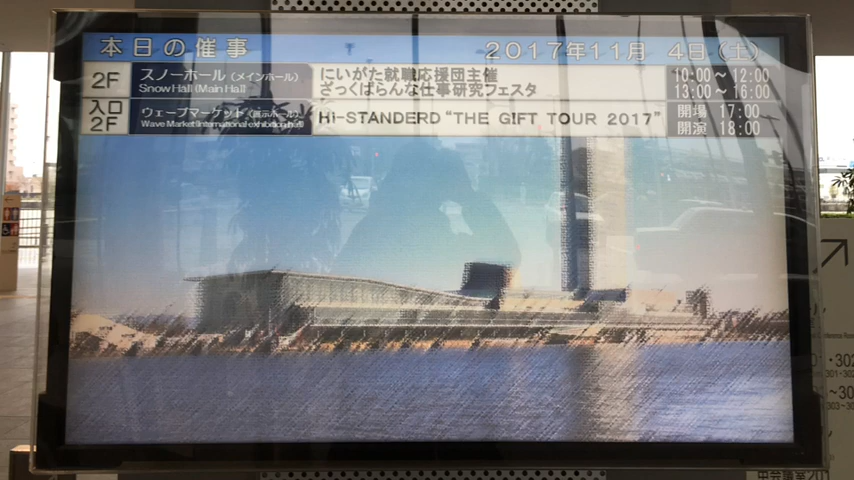 本日の催事 2017年11月 4日(土)
2F スノーホール(メインホール) にいがた就職応援団主催 10:00～12:00
Snow Hall (Main Hall ざっくばらんな仕事研究フェスタ 13:00～16:00
入口 ウェーブマーケット(展示ホール) Hi-STANDERD "THE GIFT TOUR 2017" 開場 17:00
2F Wave Market(International exhibition hall) 開演 18:00